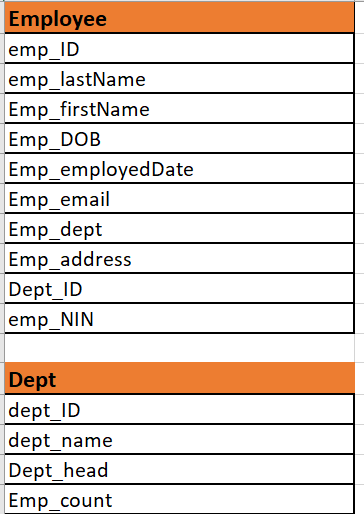 Employee
emp_ID
emp_lastName
Emp_firstName
Emp_DOB
Emp_employedDate
Emp_email
Emp_dept
Emp_address
Dept_ID
emp_NIN
Dept
dept_ID
dept_name
Dept_head
Emp_count